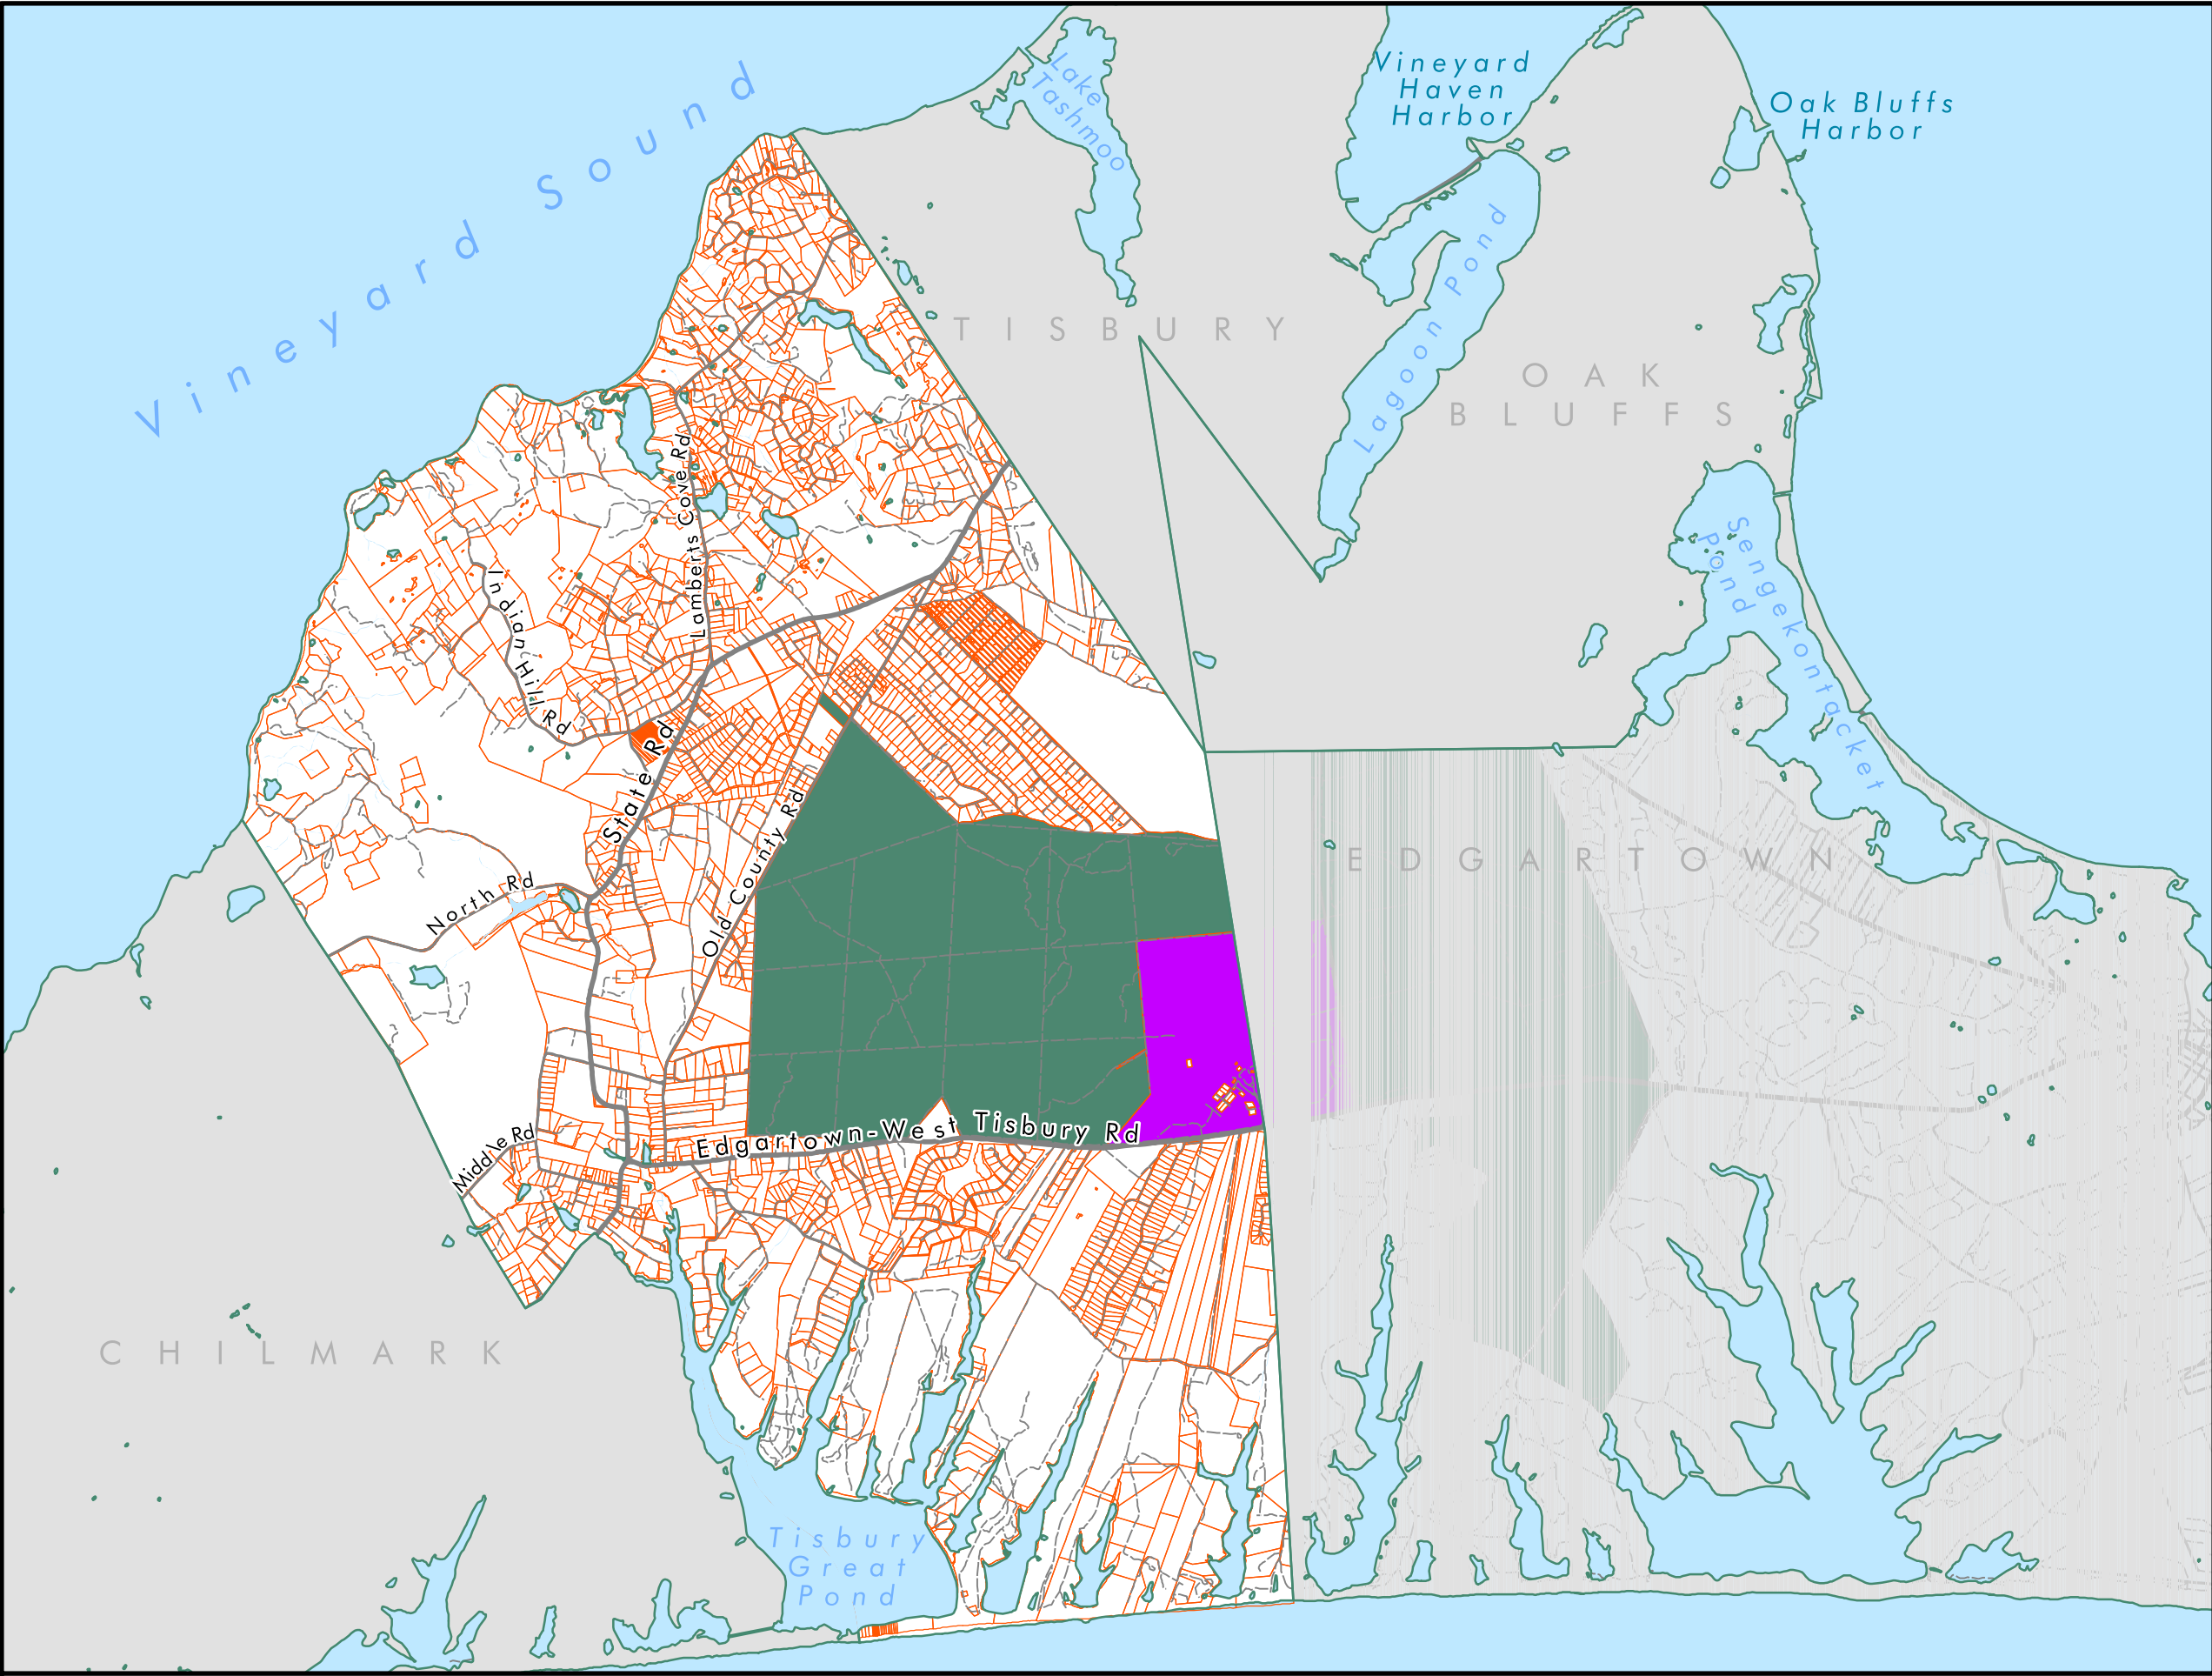 Vineyard Sound
Lake
Tashmoo
Vineyard
Haven
Harbor
Oak Bluffs
Harbor
Lagoon Pond
TISBURY
OAK
BLUFFS
Sengekontacket
Pond
Lamberts Cove Rd
Indian Hill Rd
State Rd
Old County Rd
North Rd
EDGARTOWN
Edgartown-West Tisbury Rd
Middle Rd
CHILMARK
Tisbury
Great
Pond